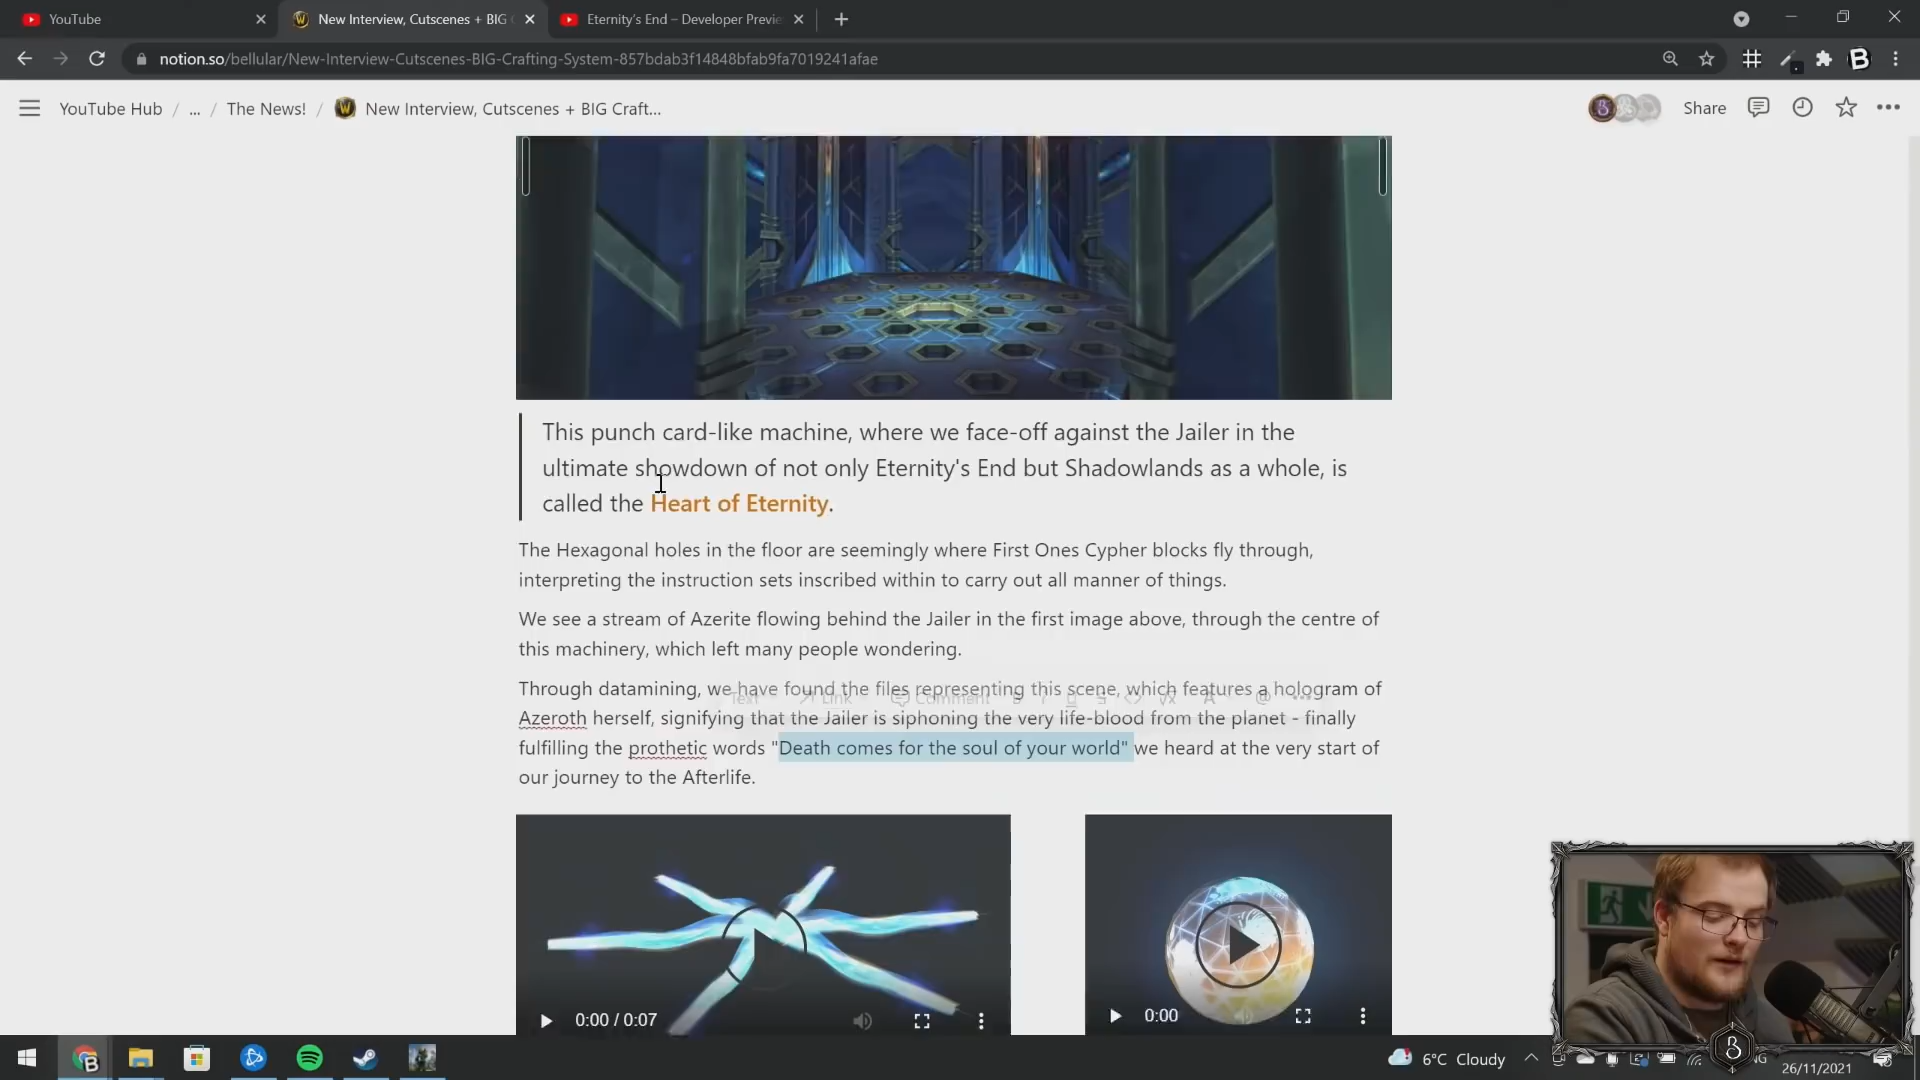 YouTube
New Interview, Cutscenes + BIG C
Eternity's End – Developer Previe
notion.so/bellular/New-Interview-Cutscenes-BIG-Crafting-System-857bdab3f14848bfab9fa7019241afae
YouTube Hub / ... / The News! / New Interview, Cutscenes + BIG Craft...
Share
This punch card-like machine, where we face-off against the Jailer in the
ultimate showdown of not only Eternity's End but Shadowlands as a whole, is
called the Heart of Eternity.
The Hexagonal holes in the floor are seemingly where First Ones Cypher blocks fly through,
interpreting the instruction sets inscribed within to carry out all manner of things.
We see a stream of Azerite flowing behind the Jailer in the first image above, through the centre of
this machinery, which left many people wondering.
Through datamining, we have found the files representing this scene, which features a hologram of
Text Link Comment B i U S <> √x A @ •••
Azeroth herself, signifying that the Jailer is siphoning the very life-blood from the planet - finally
fulfilling the prothetic words "Death comes for the soul of your world" we heard at the very start of
our journey to the Afterlife.
0:00 / 0:07
0:00
6°C Cloudy
26/11/2021